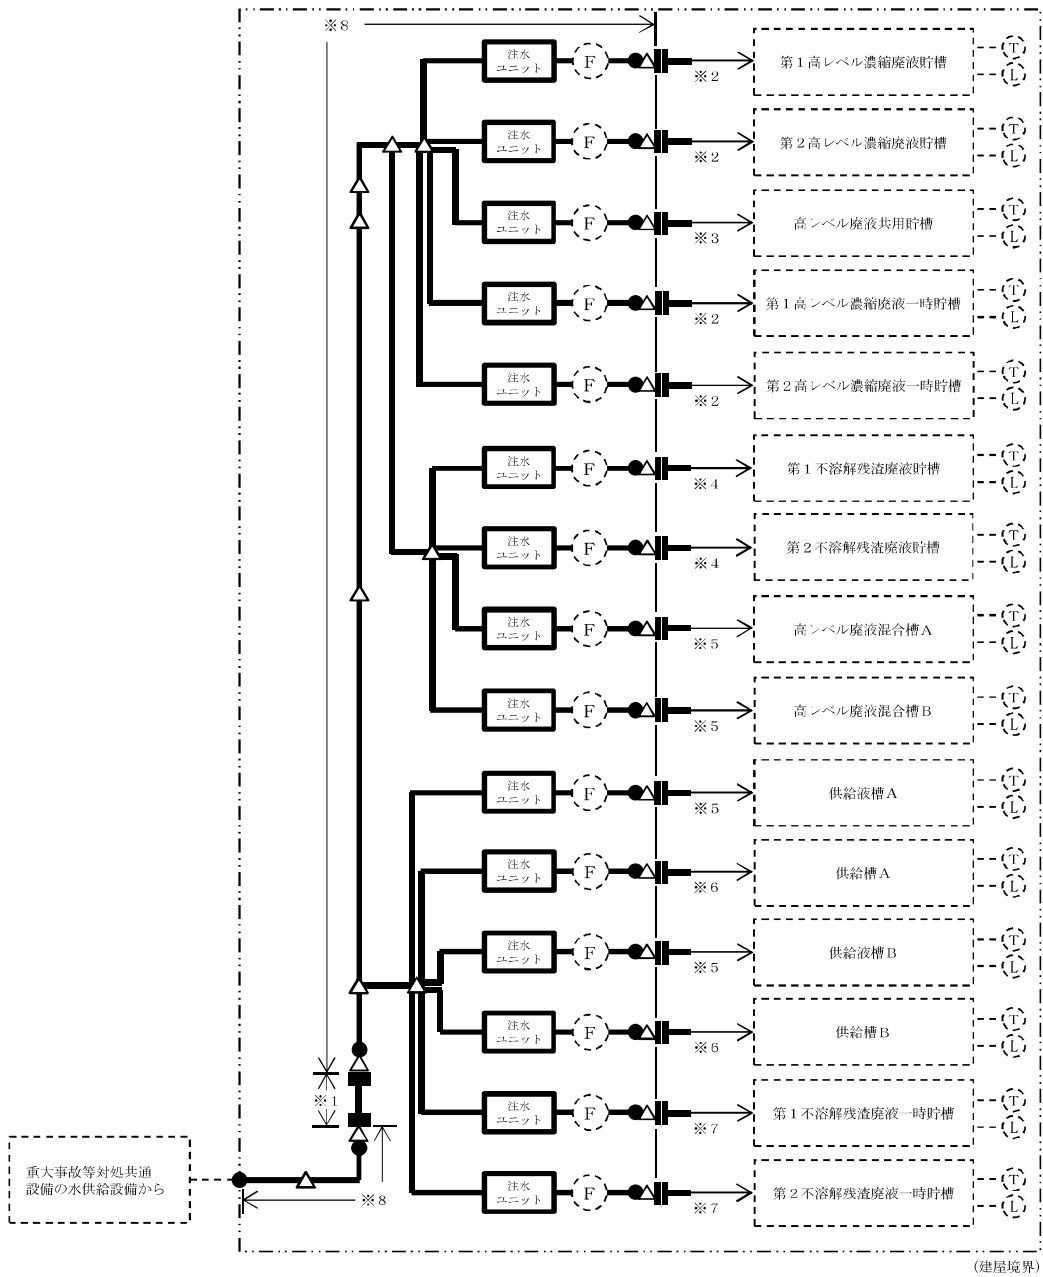 ※8
注水
ユニット
F
※2
第1高レベル濃縮廃液貯槽
T
L
注水
ユニット
F
※2
第2高レベル濃縮廃液貯槽
T
L
注水
ユニット
F
※3
高レベル廃液共用貯槽
T
L
注水
ユニット
F
※2
第1高レベル濃縮廃液一時貯槽
T
L
注水
ユニット
F
※2
第2高レベル濃縮廃液一時貯槽
T
L
注水
ユニット
F
※4
第1不溶解残渣廃液貯槽
T
L
注水
ユニット
F
※4
第2不溶解残渣廃液貯槽
T
L
注水
ユニット
F
※5
高レベル廃液混合槽A
T
L
注水
ユニット
F
※5
高レベル廃液混合槽B
T
L
注水
ユニット
F
※5
供給液槽A
T
L
注水
ユニット
F
※6
供給槽A
T
L
注水
ユニット
F
※5
供給液槽B
T
L
注水
ユニット
F
※6
供給槽B
T
L
※1
注水
ユニット
F
※7
第1不溶解残渣廃液一時貯槽
T
L
注水
ユニット
F
※7
第2不溶解残渣廃液一時貯槽
T
L
重大事故等対処共通
設備の水供給設備から
※8
(建屋境界)